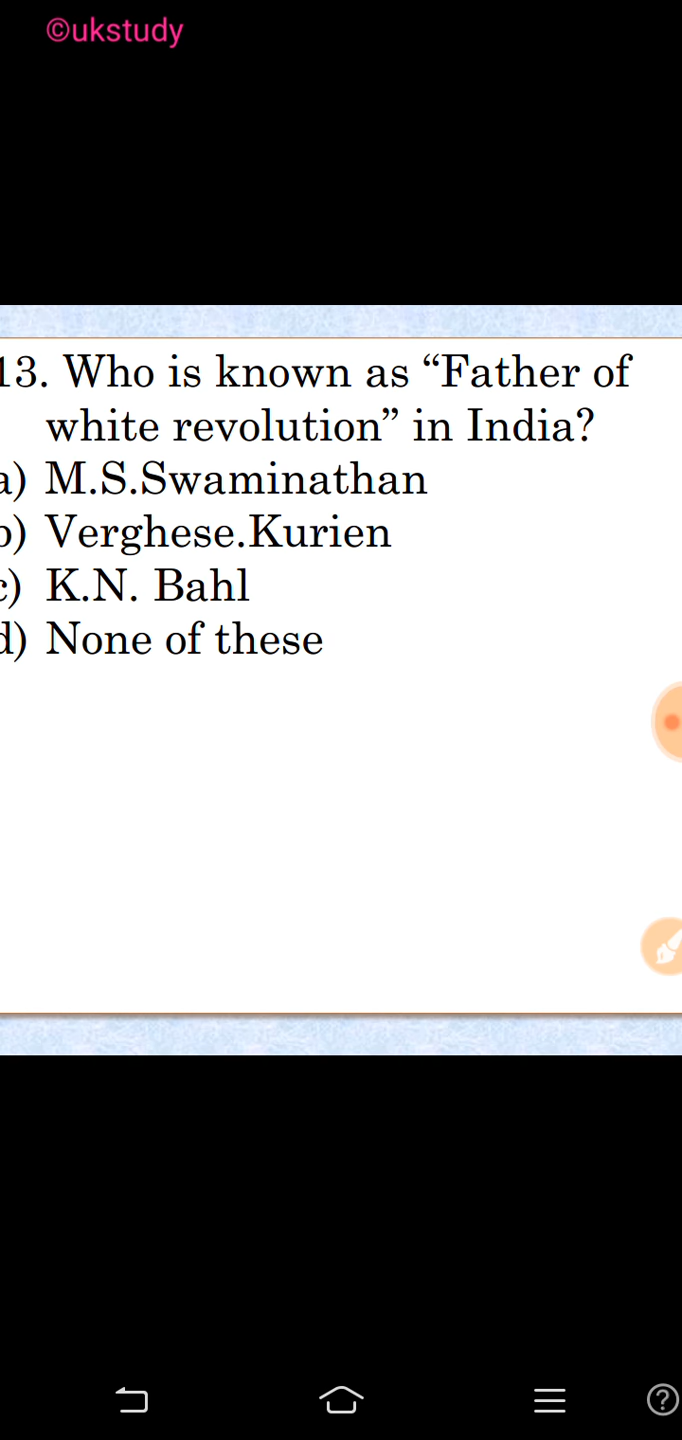 ©ukstudy
13. Who is known as “Father of
white revolution” in India?
a) M.S.Swaminathan
b) Verghese.Kurien
c) K.N. Bahl
d) None of these